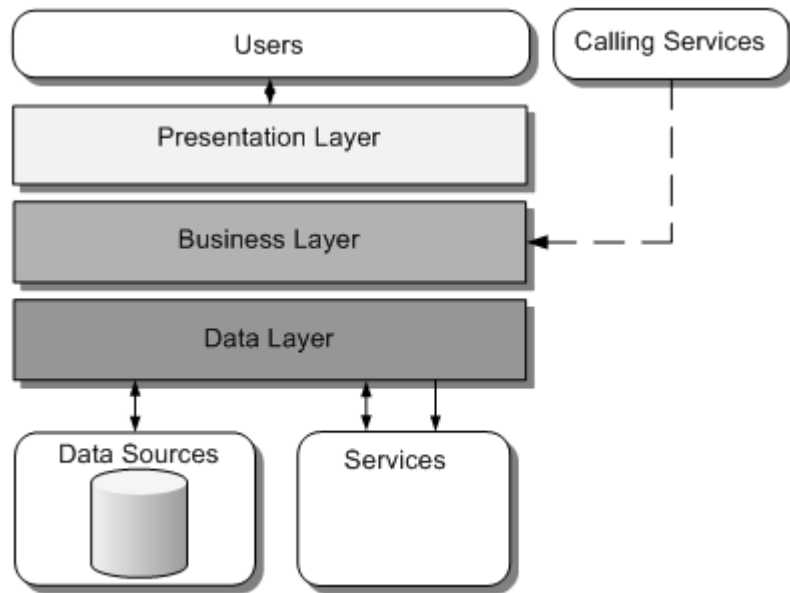 Users
Calling Services
Presentation Layer
Business Layer
Data Layer
Data Sources
Services